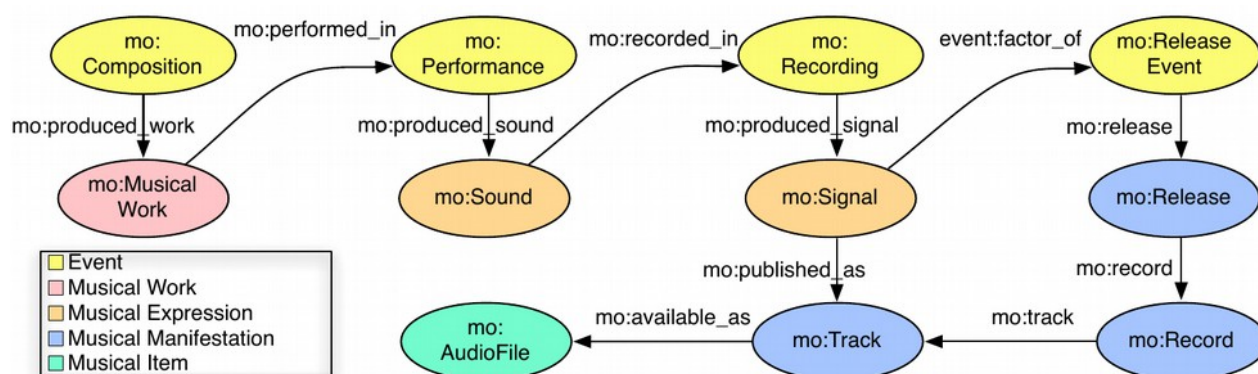 mo:
Composition
mo:performed_in
mo:
Performance
mo:recorded_in
mo:
Recording
event:factor_of
mo:Release
Event
mo:produced_work
mo:produced_sound
mo:produced_signal
mo:release
mo:Musical
Work
mo:Sound
mo:Signal
mo:Release
mo:published_as
mo:record
Event
Musical Work
Musical Expression
Musical Manifestation
Musical Item
mo:
AudioFile
mo:available_as
mo:Track
mo:track
mo:Record